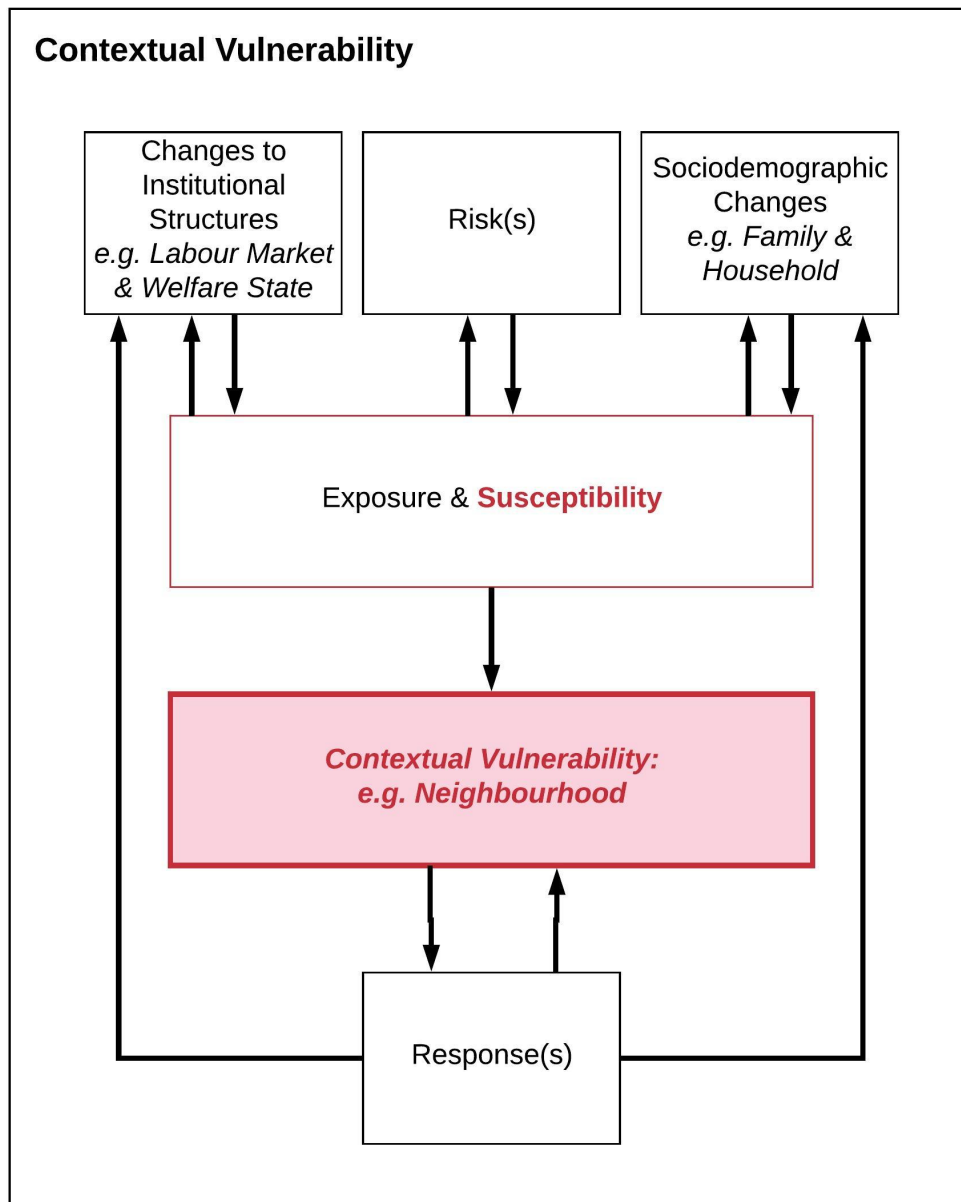 Contextual Vulnerability
Changes to
Institutional
Structures
e.g. Labour Market
& Welfare State
Risk(s)
Sociodemographic
Changes
e.g. Family &
Household
Exposure & Susceptibility
Contextual Vulnerability:
e.g. Neighbourhood
Response(s)